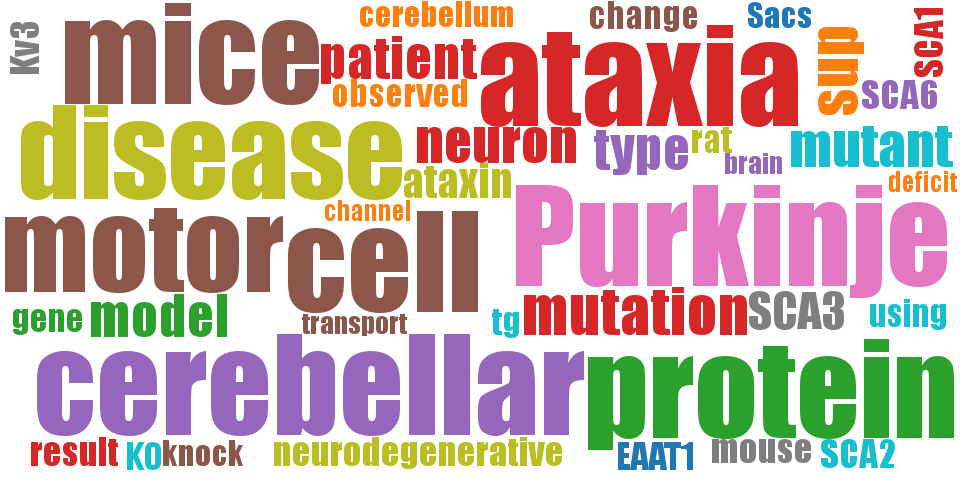 Kv3
mice
cerebellum
change
Sacs
SCA1
patient
ataxia
sup
observed
SCA6
disease
neuron
type
rat
mutant
brain
ataxin
deficit
channel
Purkinje
motor
cell
gene
model
transport
tg
mutation
SCA3
using
cerebellar
protein
result
KO
knock
neurodegenerative
EAAT1
mouse
SCA2